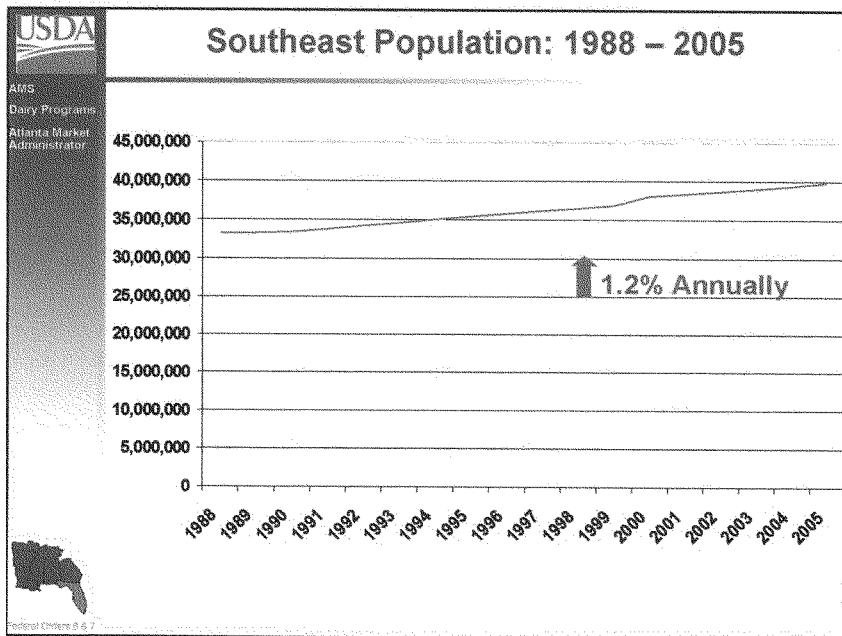 USDA
Southeast Population: 1988 – 2005
AMS
Dairy Programs
Atlanta Market
Administrator
45,000,000
40,000,000
35,000,000
30,000,000
25,000,000
20,000,000
15,000,000
10,000,000
5,000,000
0
1.2% Annually
1988 1989 1990 1991 1992 1993 1994 1995 1996 1997 1998 1999 2000 2001 2002 2003 2004 2005
Federal Orders 5 & 7